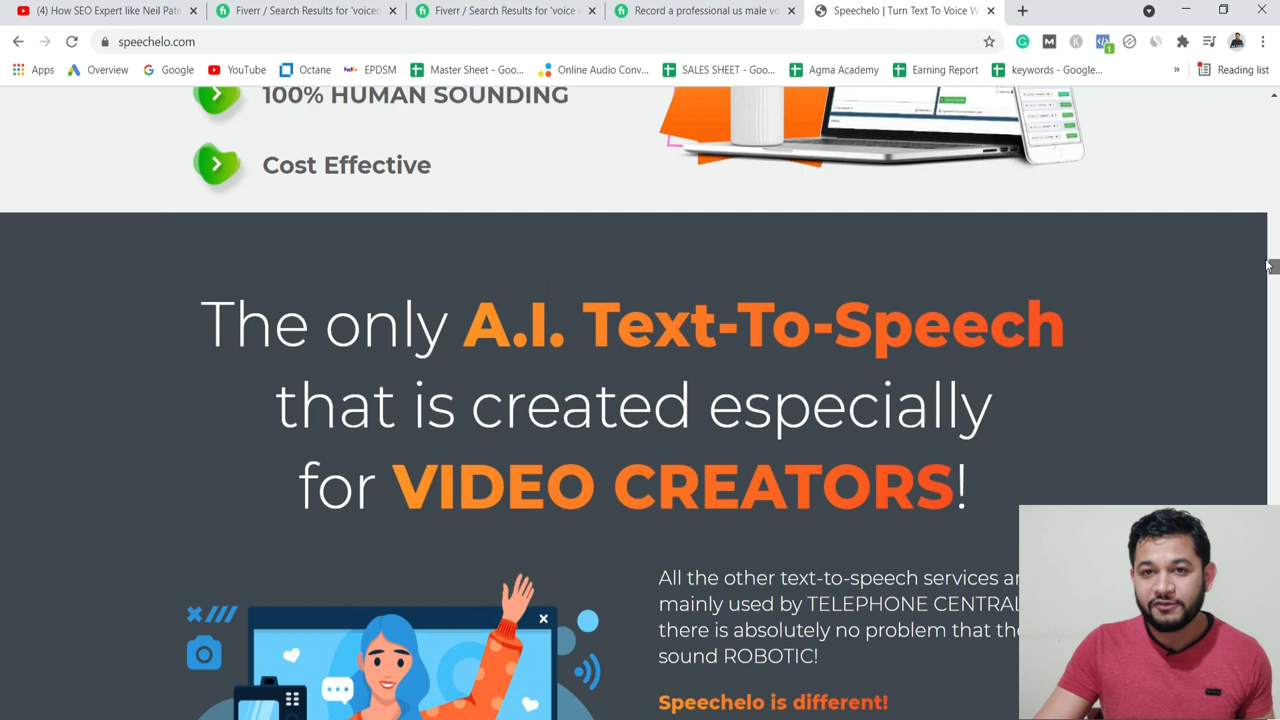 (4) How SEO Expert like Neil Pate
Fiverr / Search Results for 'voiceo
Fiverr / Search Results for 'voice
Record a professional us male vo
Speechelo | Turn Text To Voice W
speechelo.com
1
Apps
Overview
Google
YouTube
Octane
EPDSM
Master Sheet - Go...
Online Audio Conv...
SALES SHEET - Goo...
Agma Academy
Earning Report
keywords - Google...
»
Reading list
100% HUMAN SOUNDING
Cost Effective
The only A.I. Text-To-Speech
that is created especially
for VIDEO CREATORS!
All the other text-to-speech services ar
mainly used by TELEPHONE CENTRAL
there is absolutely no problem that the
sound ROBOTIC!
Speechelo is different!